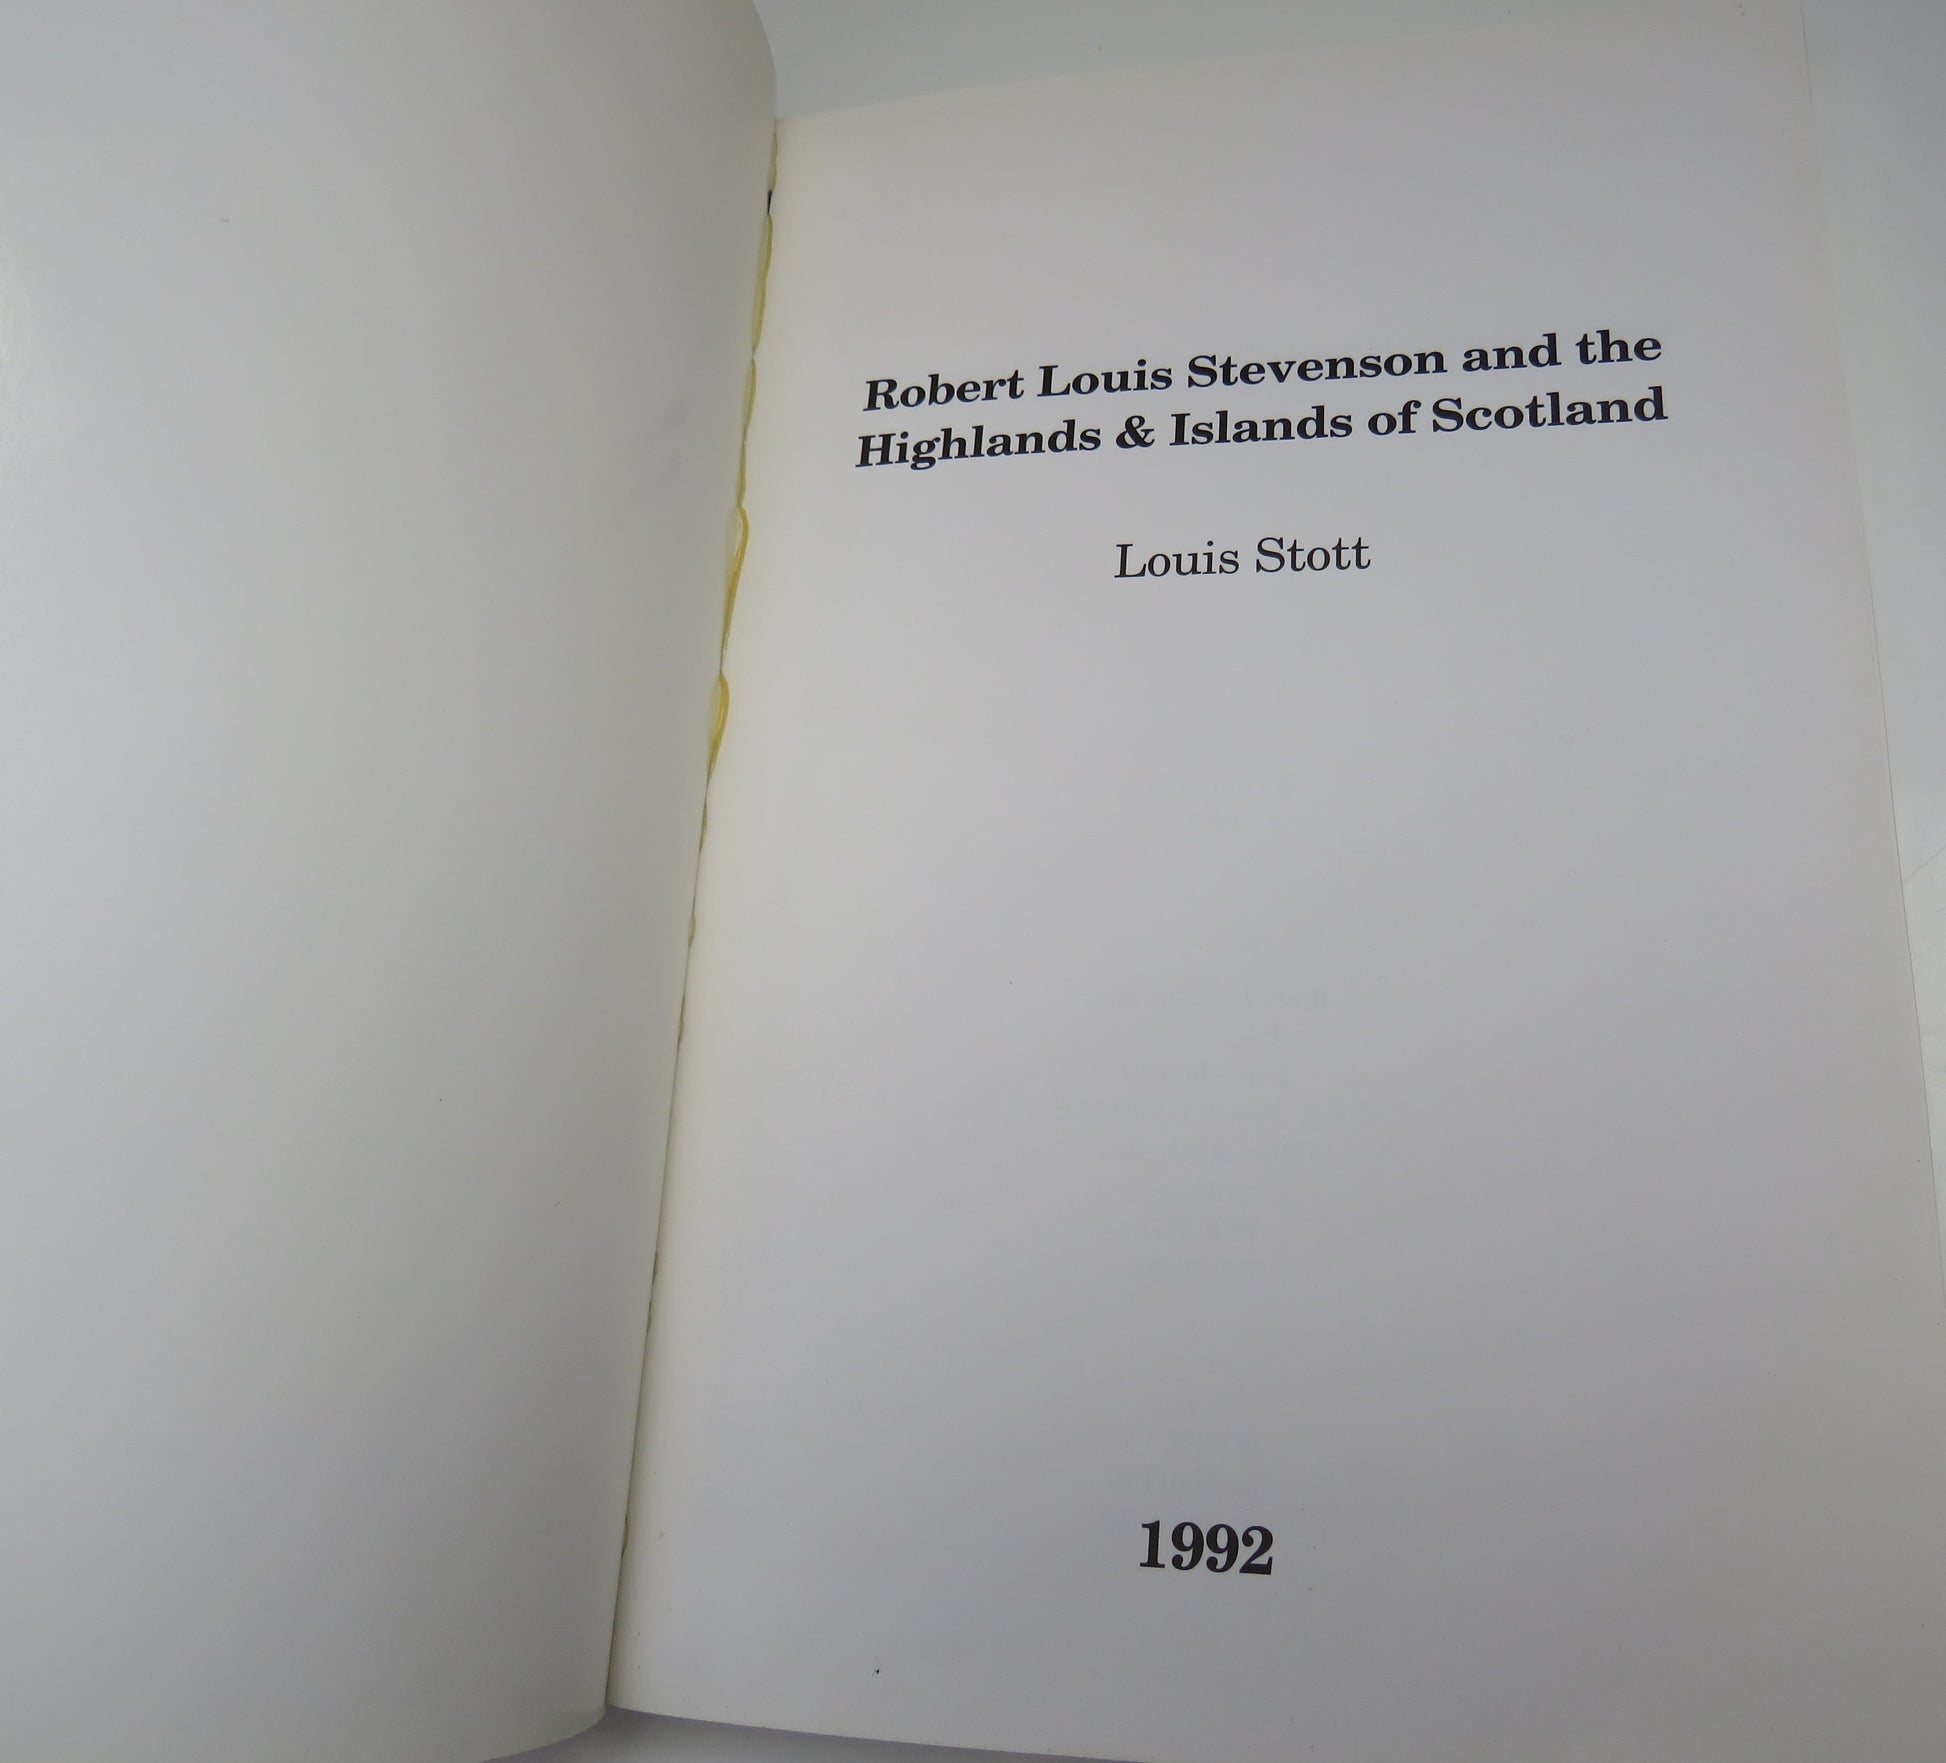 Robert Louis Stevenson and the
Highlands & Islands of Scotland
Louis Stott
1992